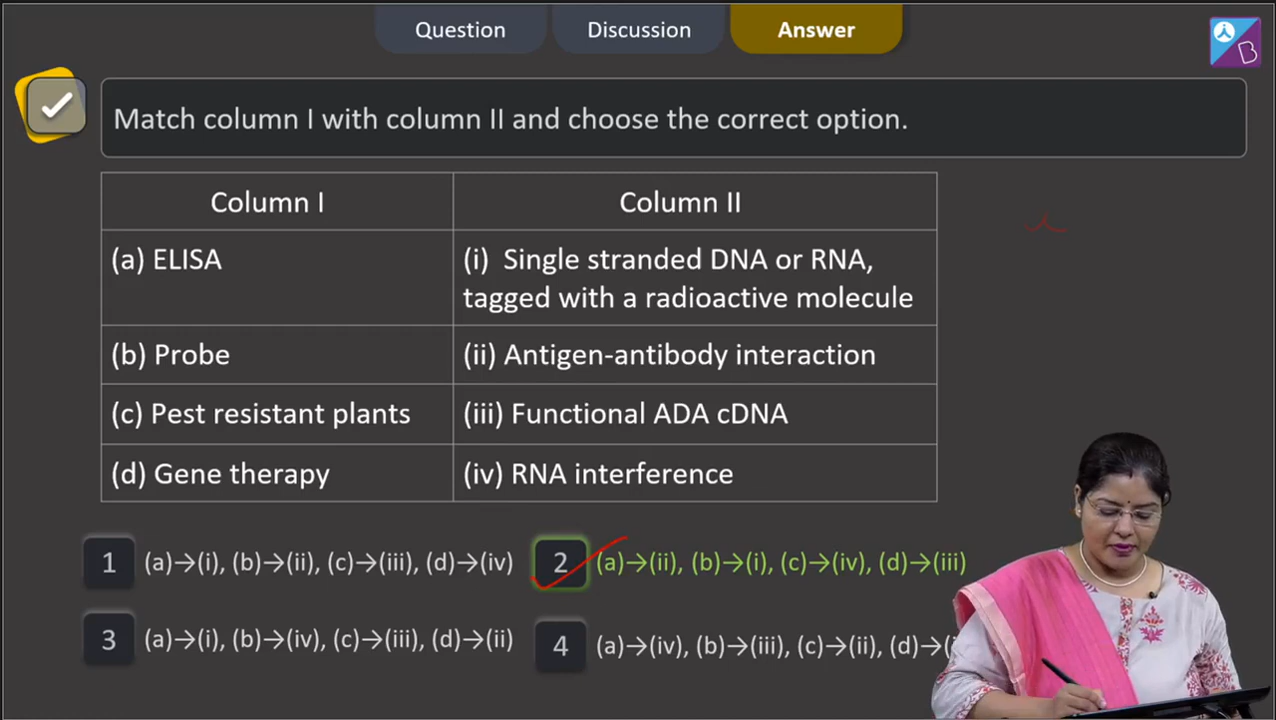 Question
Discussion
Answer
B
Match column I with column II and choose the correct option.
Column I
Column II
(a) ELISA
(i) Single stranded DNA or RNA,
tagged with a radioactive molecule
(b) Probe
(ii) Antigen-antibody interaction
(c) Pest resistant plants
(iii) Functional ADA cDNA
(d) Gene therapy
(iv) RNA interference
1
(a)→(i), (b)→(ii), (c)→(iii), (d)→(iv)
2
(a)→(ii), (b)→(i), (c)→(iv), (d)→(iii)
3
(a)→(i), (b)→(iv), (c)→(iii), (d)→(ii)
4
(a)→(iv), (b)→(iii), (c)→(ii), (d)→(